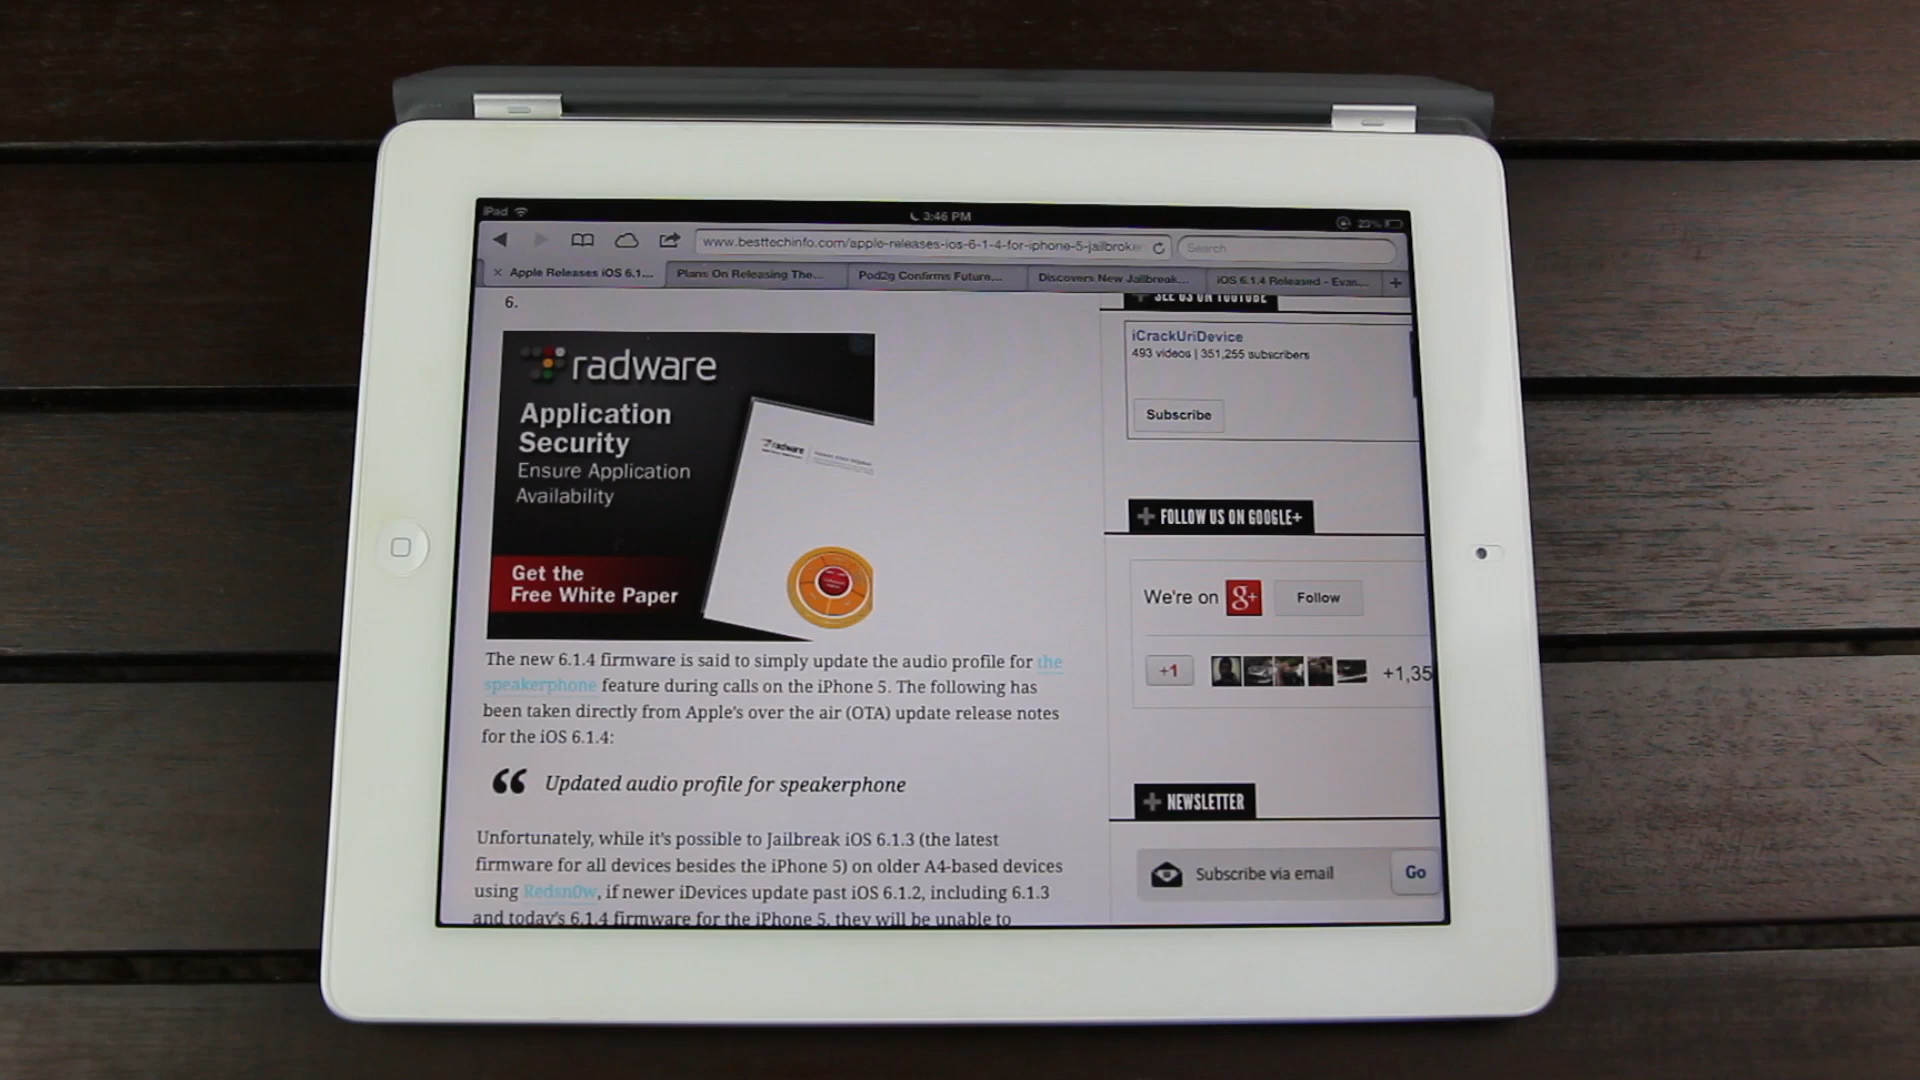 iPad 3:46 PM 23%
www.besttechinfo.com/apple-releases-ios-6-1-4-for-iphone-5-jailbroke Search
Apple Releases iOS 6.1... Plans On Releasing The... Pod2g Confirms Future... Discovers New Jailbreak... iOS 6.1.4 Released - Evan...
6.
radware
Application
Security
Ensure Application
Availability
radware
Get the
Free White Paper
The new 6.1.4 firmware is said to simply update the audio profile for the
speakerphone feature during calls on the iPhone 5. The following has
been taken directly from Apple's over the air (OTA) update release notes
for the iOS 6.1.4:
“ Updated audio profile for speakerphone
Unfortunately, while it's possible to Jailbreak iOS 6.1.3 (the latest
firmware for all devices besides the iPhone 5) on older A4-based devices
using Redsn0w, if newer iDevices update past iOS 6.1.2, including 6.1.3
and today's 6.1.4 firmware for the iPhone 5, they will be unable to
SEE US ON YOUTUBE
iCrackUriDevice
493 videos | 351,255 subscribers
Subscribe
FOLLOW US ON GOOGLE+
We're on g+ Follow
+1 +1,35
NEWSLETTER
Subscribe via email Go